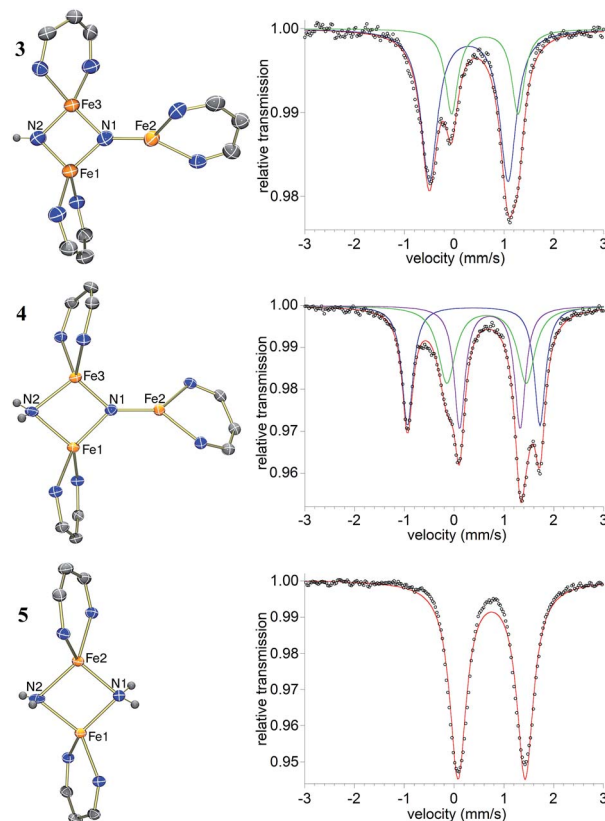 3
Fe3
N2
N1
Fe2
Fe1
relative transmission
1.00
0.99
0.98
-3 -2 -1 0 1 2 3
velocity (mm/s)
4
Fe3
N2
N1
Fe2
Fe1
relative transmission
1.00
0.99
0.98
0.97
0.96
-3 -2 -1 0 1 2 3
velocity (mm/s)
5
Fe2
N2
N1
Fe1
relative transmission
1.00
0.99
0.98
0.97
0.96
0.95
-3 -2 -1 0 1 2 3
velocity (mm/s)